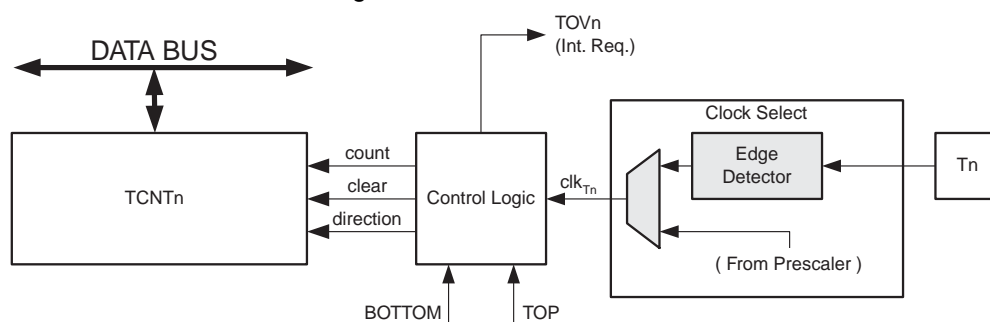 TOVn
(Int. Req.)
DATA BUS
Clock Select
count
Edge
Detector
Tn
TCNTn
clear
Control Logic
clkTn
direction
( From Prescaler )
BOTTOM
TOP